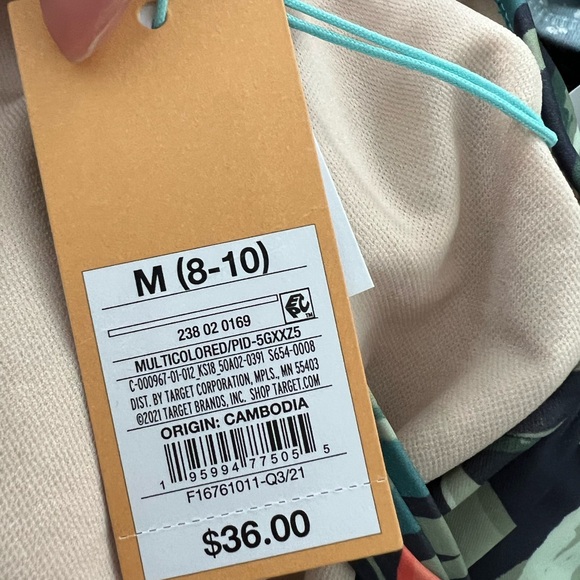 M (8-10)
238 02 0169
MULTICOLORED/PID-5GXXZ5
C-000967-01-012 KS18 50A02-0391 S654-0008
DIST. BY TARGET CORPORATION, MPLS., MN 55403
©2021 TARGET BRANDS, INC. SHOP TARGET.COM
ORIGIN: CAMBODIA
1 95994 77505 5
F16761011-Q3/21
$36.00